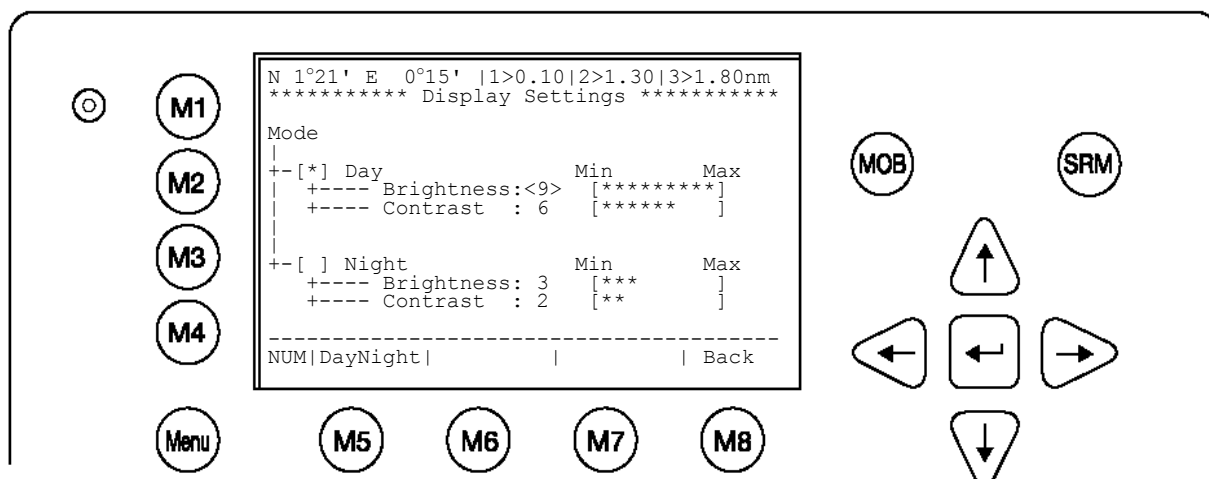 N 1°21' E  0°15' |1>0.10|2>1.30|3>1.80nm
*********** Display Settings ***********
Mode
|
+-[*] Day                Min       Max
|  +---- Brightness:<9>  [*********]
|  +---- Contrast  : 6   [******   ]
|
|
+-[ ] Night              Min       Max
   +---- Brightness: 3   [***      ]
   +---- Contrast  : 2   [**       ]
----------------------------------------
NUM|DayNight|         |         | Back
M1
M2
M3
M4
Menu
M5
M6
M7
M8
MOB
SRM